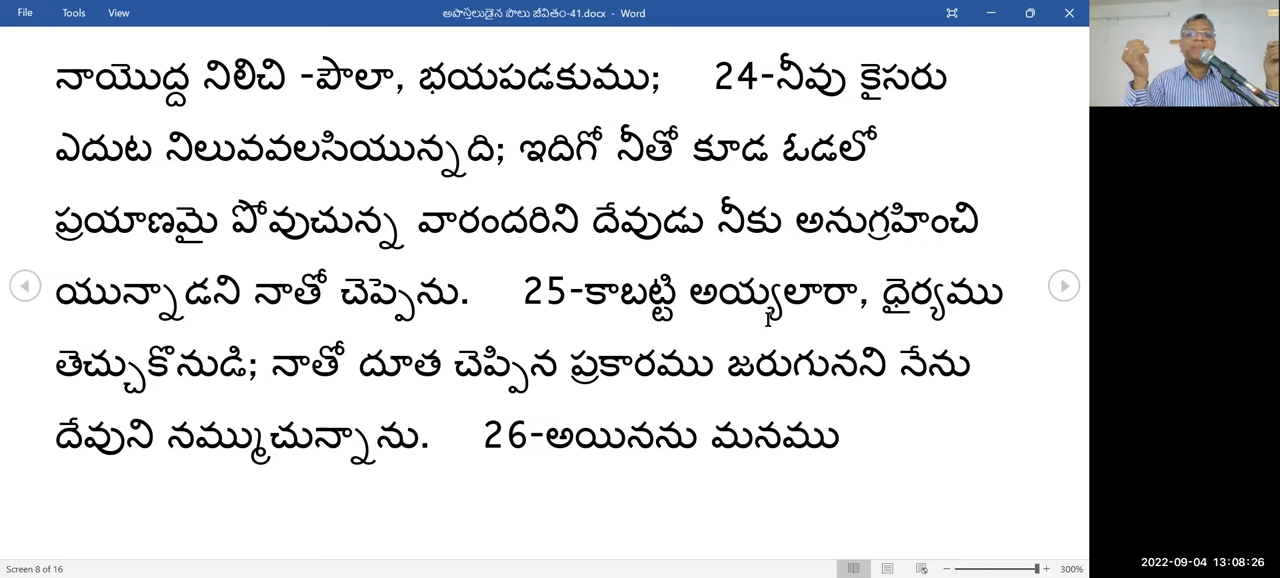 File Tools View అపొస్తలుడైన పౌలు జీవితం-41.docx - Word
నాయొద్ద నిలిచి -పౌలా, భయపడకుము; 24-నీవు కైసరు
ఎదుట నిలువవలసియున్నది; ఇదిగో నీతో కూడ ఓడలో
ప్రయాణమై పోవుచున్న వారందరిని దేవుడు నీకు అనుగ్రహించి
యున్నాడని నాతో చెప్పెను. 25-కాబట్టి అయ్యలారా, ధైర్యము
తెచ్చుకొనుడి; నాతో దూత చెప్పిన ప్రకారము జరుగునని నేను
దేవుని నమ్ముచున్నాను. 26-అయినను మనము
2022-09-04 13:08:26
Screen 8 of 16 300%